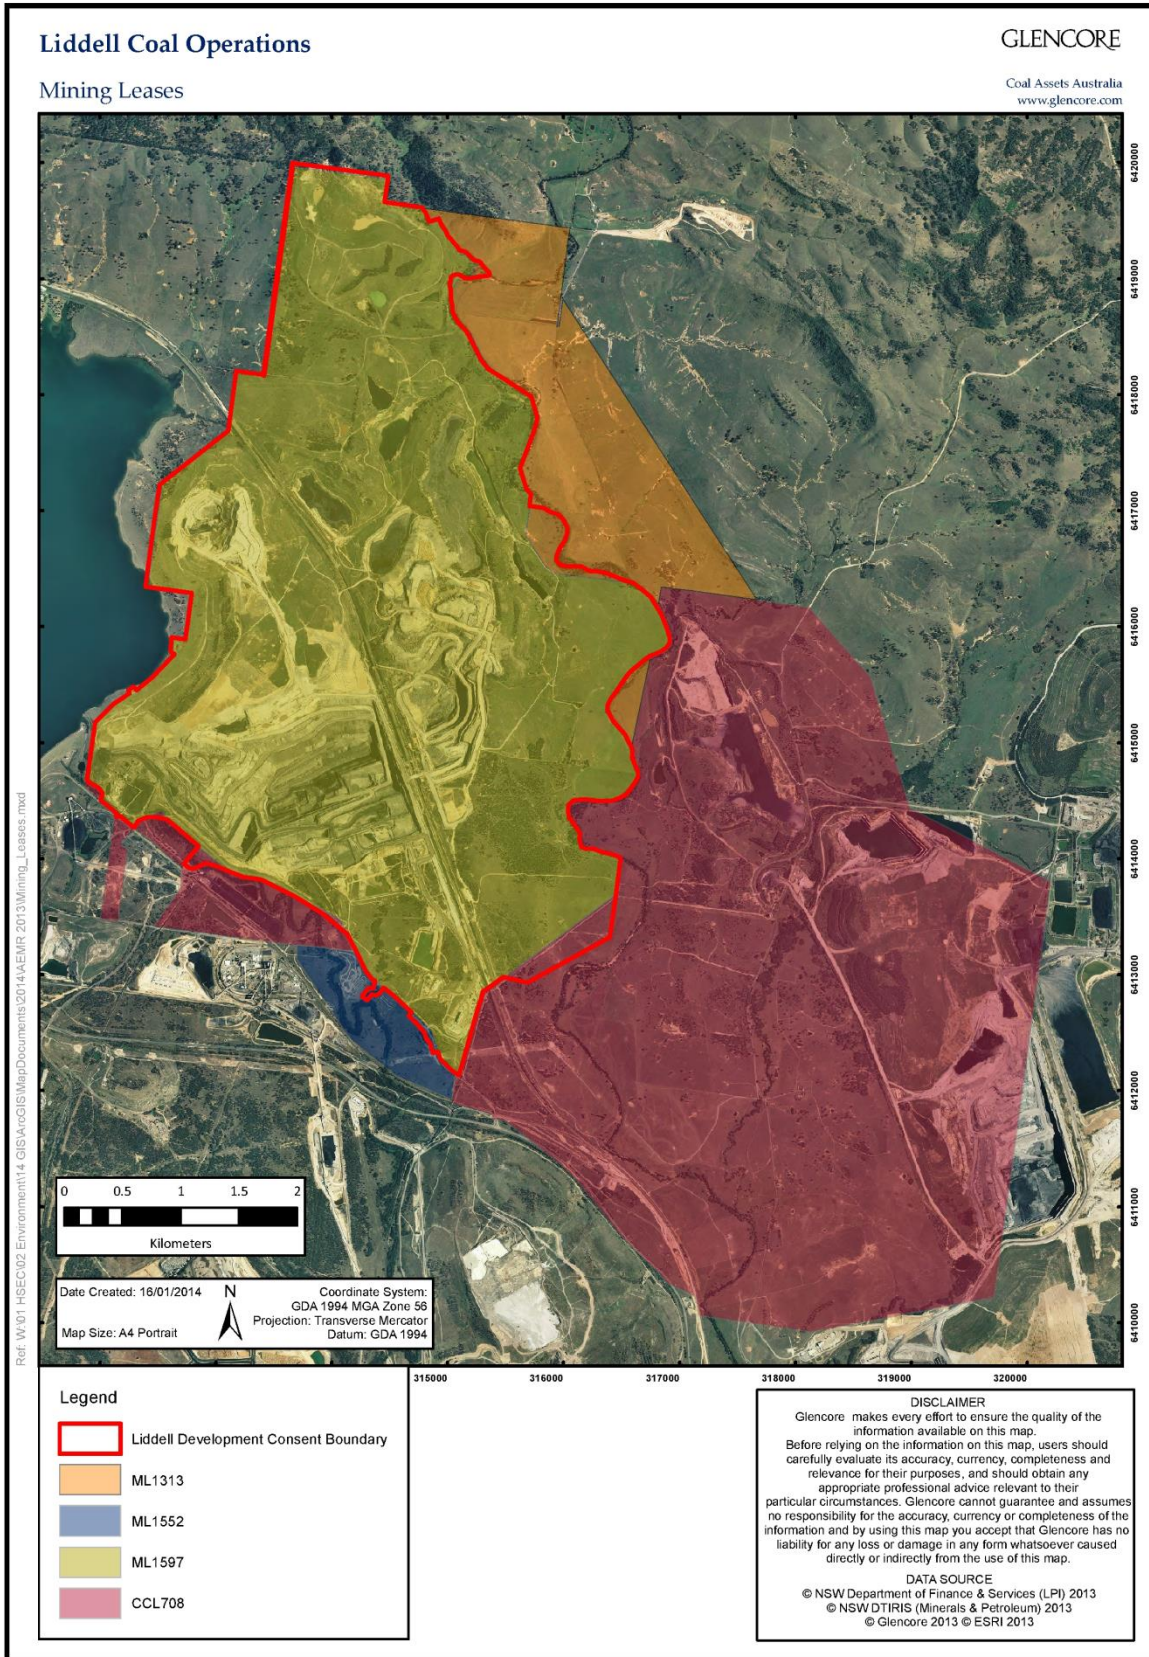 Liddell Coal Operations
GLENCORE
Mining Leases
Coal Assets Australia
www.glencore.com
6420000
6419000
6418000
6417000
6416000
6415000
6414000
6413000
6412000
6411000
6410000
Ref: W:\01 HSEC\02 Environment\14 GIS\ArcGIS\MapDocuments\2014\AEMR 2013\Mining_Leases.mxd
0 0.5 1 1.5 2
Kilometers
Date Created: 16/01/2014
Map Size: A4 Portrait
N
Coordinate System:
GDA 1994 MGA Zone 56
Projection: Transverse Mercator
Datum: GDA 1994
315000 316000 317000 318000 319000 320000
Legend
Liddell Development Consent Boundary
ML1313
ML1552
ML1597
CCL708
DISCLAIMER
Glencore makes every effort to ensure the quality of the
information available on this map.
Before relying on the information on this map, users should
carefully evaluate its accuracy, currency, completeness and
relevance for their purposes, and should obtain any
appropriate professional advice relevant to their
particular circumstances. Glencore cannot guarantee and assumes
no responsibility for the accuracy, currency or completeness of the
information and by using this map you accept that Glencore has no
liability for any loss or damage in any form whatsoever caused
directly or indirectly from the use of this map.
DATA SOURCE
© NSW Department of Finance & Services (LPI) 2013
© NSW DTIRIS (Minerals & Petroleum) 2013
© Glencore 2013 © ESRI 2013